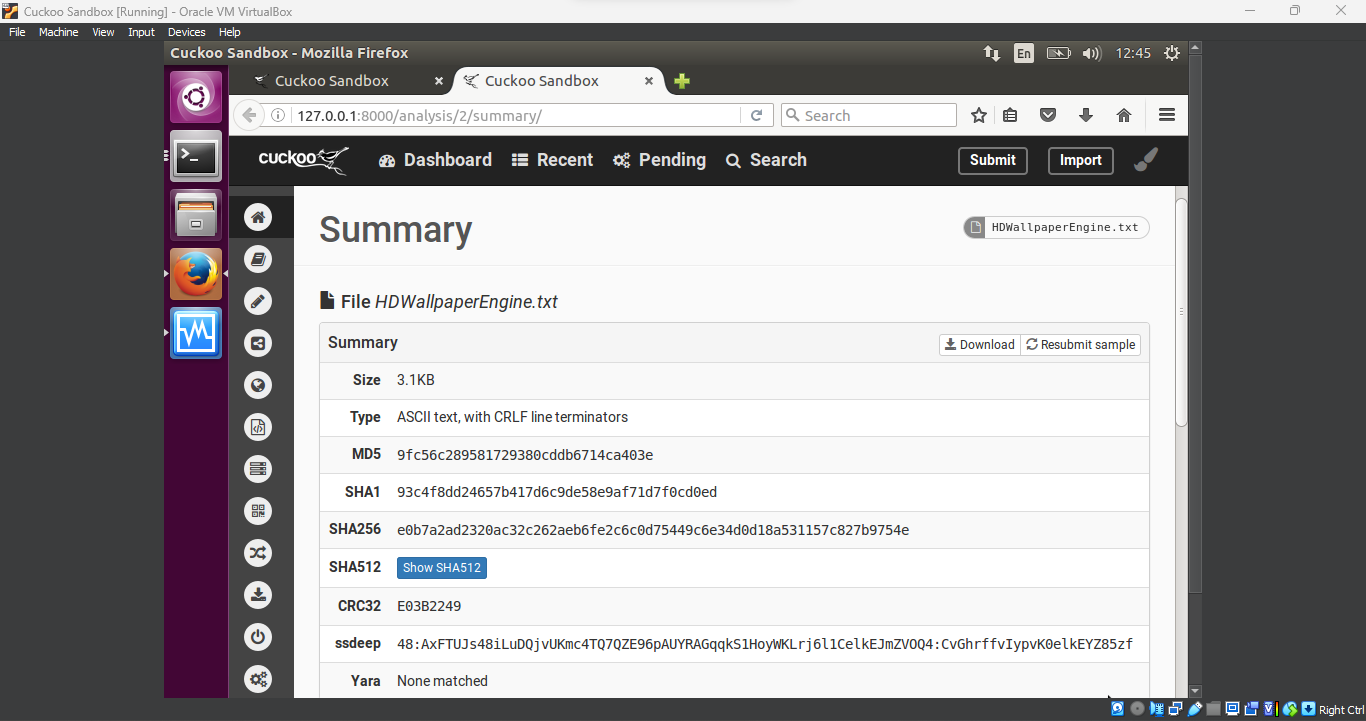 Cuckoo Sandbox [Running] - Oracle VM VirtualBox
File Machine View Input Devices Help
Cuckoo Sandbox - Mozilla Firefox
En
12:45
Cuckoo Sandbox
Cuckoo Sandbox
127.0.0.1:8000/analysis/2/summary/
Search
cuckoo Dashboard Recent Pending Search Submit Import
Summary
HDWallpaperEngine.txt
File HDWallpaperEngine.txt
Summary Download Resubmit sample
Size 3.1KB
Type ASCII text, with CRLF line terminators
MD5 9fc56c289581729380cddb6714ca403e
SHA1 93c4f8dd24657b417d6c9de58e9af71d7f0cd0ed
SHA256 e0b7a2ad2320ac32c262aeb6fe2c6c0d75449c6e34d0d18a531157c827b9754e
SHA512 Show SHA512
CRC32 E03B2249
ssdeep 48:AxFTUJs48iLuDQjvUKmc4TQ7QZE96pAUYRAGqqkS1HoyWKLrj6l1CelkEJmZVOQ4:CvGhrffvIypvK0elkEYZ85zf
Yara None matched
Right Ctrl